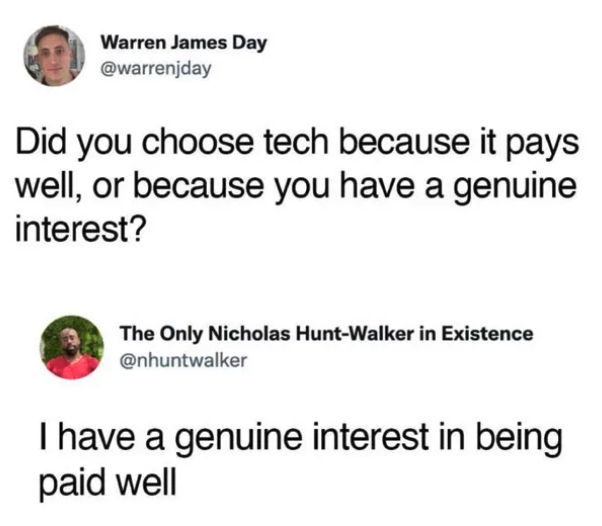 Warren James Day
@warrenjday
Did you choose tech because it pays
well, or because you have a genuine
interest?
The Only Nicholas Hunt-Walker in Existence
@nhuntwalker
I have a genuine interest in being
paid well